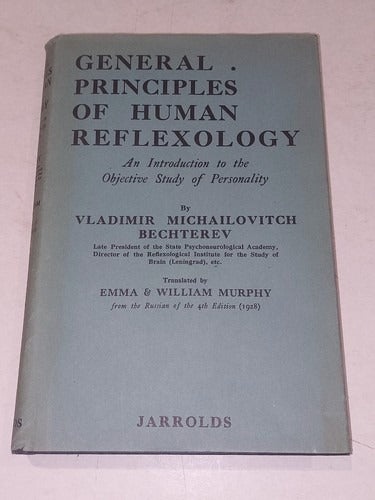 GENERAL .
PRINCIPLES
OF HUMAN
REFLEXOLOGY
An Introduction to the
Objective Study of Personality
By
VLADIMIR MICHAILOVITCH
BECHTEREV
Late President of the State Psychoneurological Academy,
Director of the Reflexological Institute for the Study of
Brain (Leningrad), etc.
Translated by
EMMA & WILLIAM MURPHY
from the Russian of the 4th Edition (1928)
JARROLDS